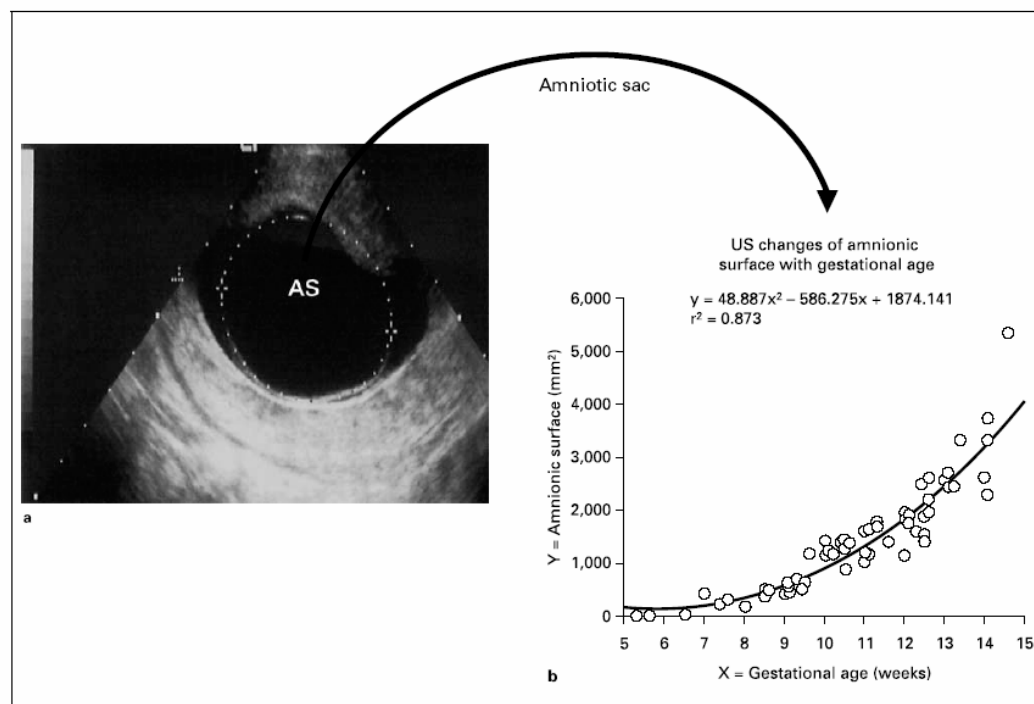 Amniotic sac
AS
a
US changes of amnionic
surface with gestational age
y = 48.887x² – 586.275x + 1874.141
r² = 0.873
6,000
5,000
4,000
3,000
2,000
1,000
0
Y = Amnionic surface (mm²)
5 6 7 8 9 10 11 12 13 14 15
X = Gestational age (weeks)
b